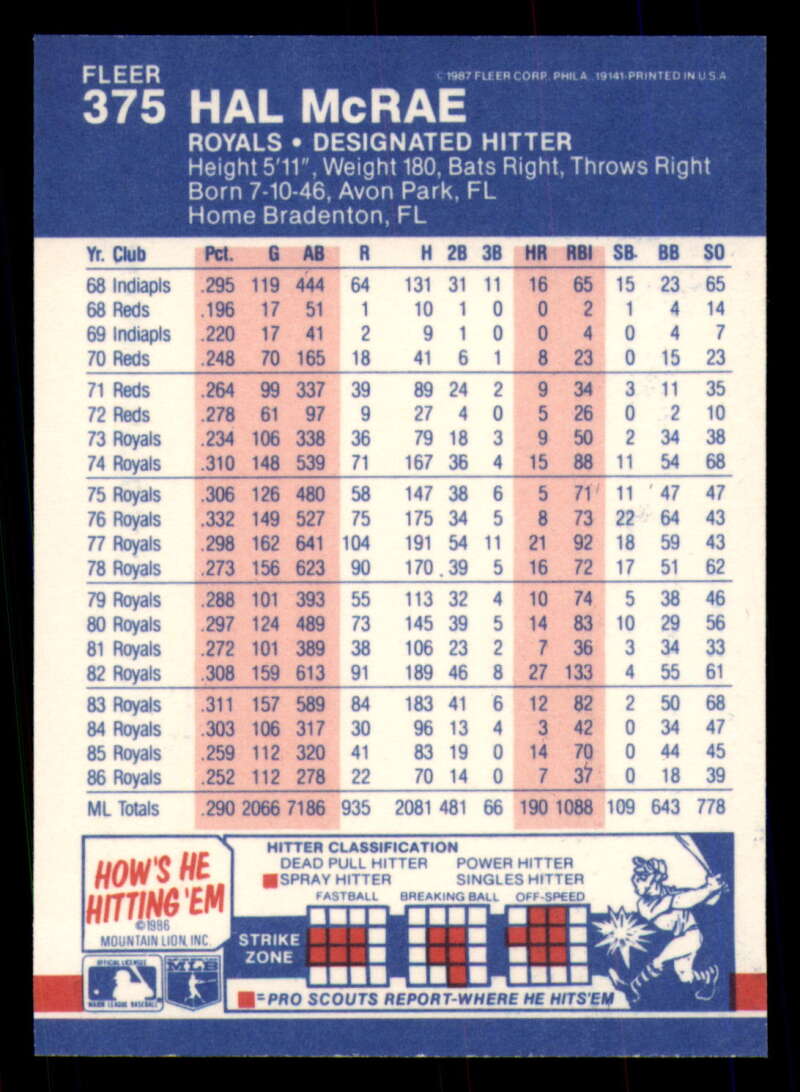 FLEER
© 1987 FLEER CORP. PHILA. 19141-PRINTED IN U.S.A.
375 HAL McRAE
ROYALS • DESIGNATED HITTER
Height 5'11", Weight 180, Bats Right, Throws Right
Born 7-10-46, Avon Park, FL
Home Bradenton, FL
Yr. Club Pct. G AB R H 2B 3B HR RBI SB BB SO
68 Indiapls .295 119 444 64 131 31 11 16 65 15 23 65
68 Reds .196 17 51 1 10 1 0 0 2 1 4 14
69 Indiapls .220 17 41 2 9 1 0 0 4 0 4 7
70 Reds .248 70 165 18 41 6 1 8 23 0 15 23
71 Reds .264 99 337 39 89 24 2 9 34 3 11 35
72 Reds .278 61 97 9 27 4 0 5 26 0 2 10
73 Royals .234 106 338 36 79 18 3 9 50 2 34 38
74 Royals .310 148 539 71 167 36 4 15 88 11 54 68
75 Royals .306 126 480 58 147 38 6 5 71 11 47 47
76 Royals .332 149 527 75 175 34 5 8 73 22 64 43
77 Royals .298 162 641 104 191 54 11 21 92 18 59 43
78 Royals .273 156 623 90 170 39 5 16 72 17 51 62
79 Royals .288 101 393 55 113 32 4 10 74 5 38 46
80 Royals .297 124 489 73 145 39 5 14 83 10 29 56
81 Royals .272 101 389 38 106 23 2 7 36 3 34 33
82 Royals .308 159 613 91 189 46 8 27 133 4 55 61
83 Royals .311 157 589 84 183 41 6 12 82 2 50 68
84 Royals .303 106 317 30 96 13 4 3 42 0 34 47
85 Royals .259 112 320 41 83 19 0 14 70 0 44 45
86 Royals .252 112 278 22 70 14 0 7 37 0 18 39
ML Totals .290 2066 7186 935 2081 481 66 190 1088 109 643 778
HOW'S HE
HITTING 'EM
©1986
MOUNTAIN LION, INC.
HITTER CLASSIFICATION
DEAD PULL HITTER POWER HITTER
SPRAY HITTER SINGLES HITTER
FASTBALL BREAKING BALL OFF-SPEED
STRIKE
ZONE
OFFICIAL LICENSEE
MAJOR LEAGUE BASEBALL
MLB
=PRO SCOUTS REPORT-WHERE HE HITS'EM